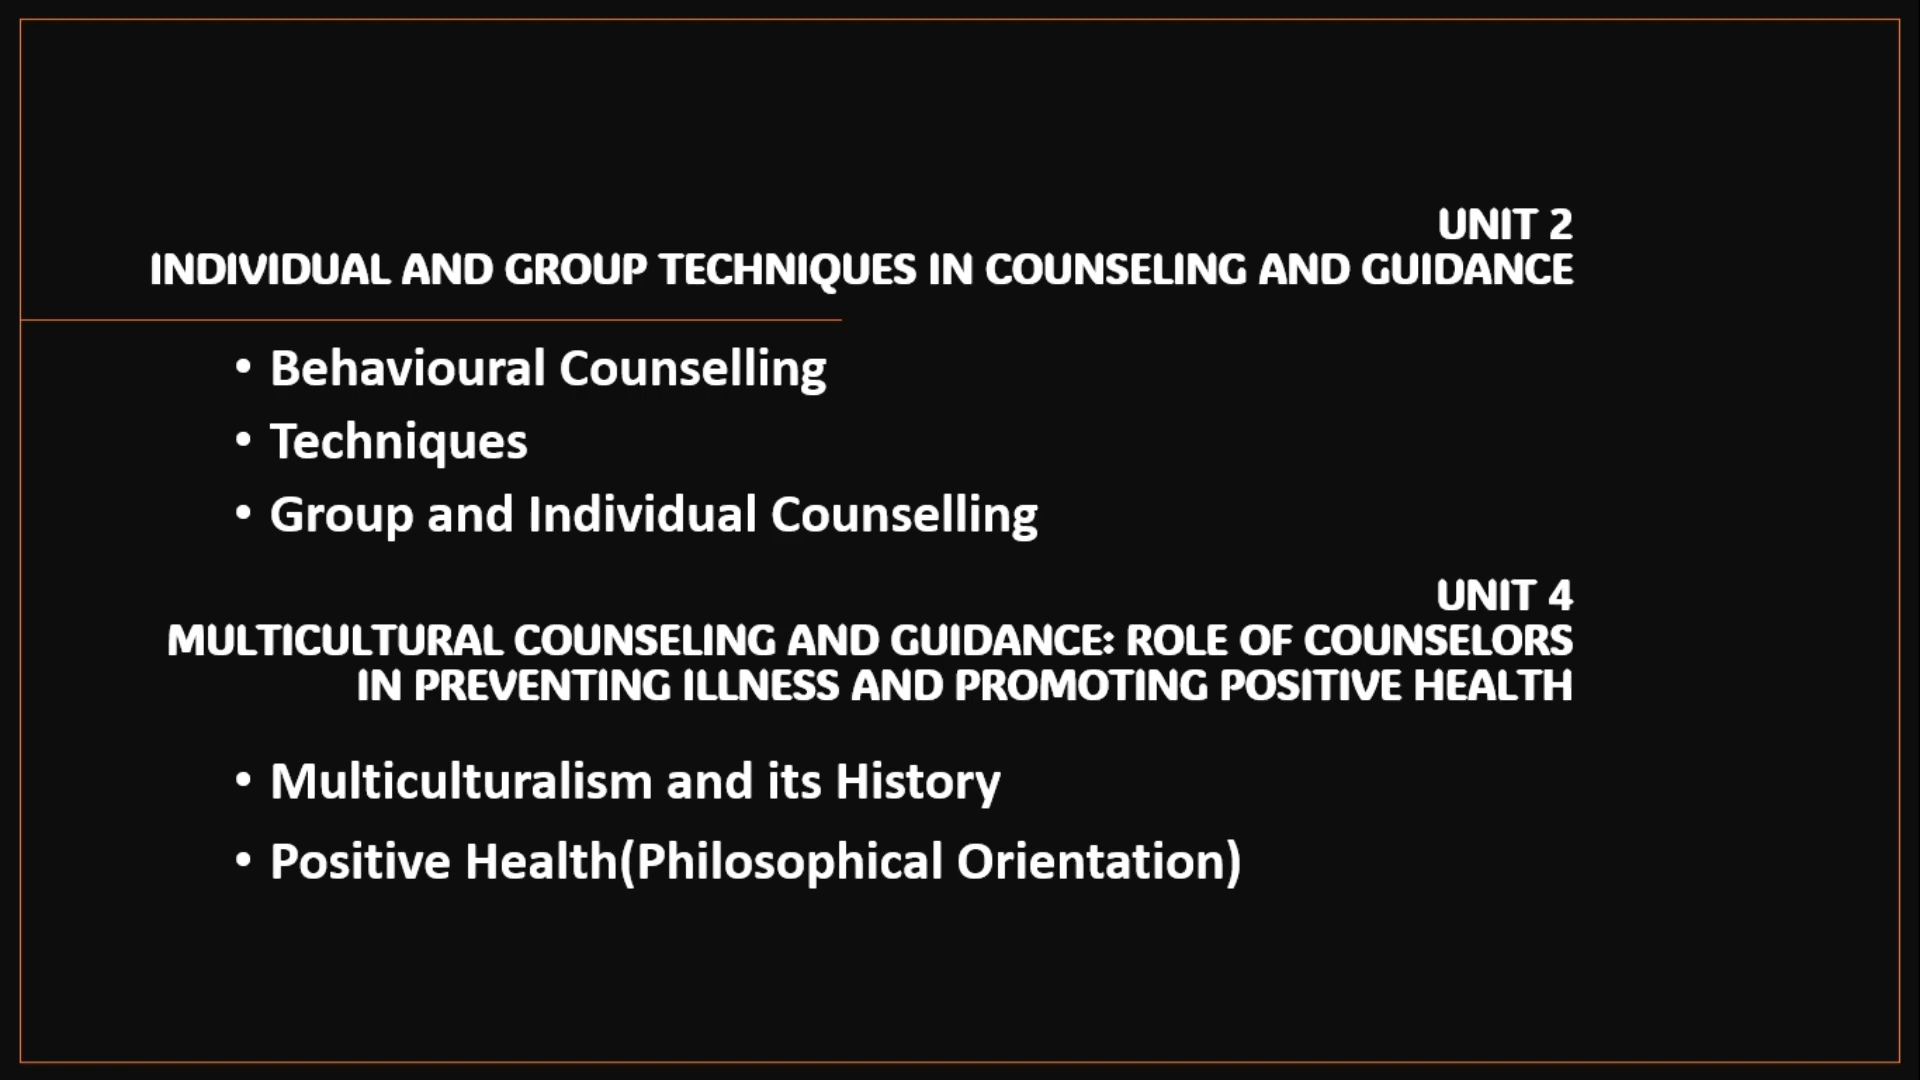 UNIT 2
INDIVIDUAL AND GROUP TECHNIQUES IN COUNSELING AND GUIDANCE
• Behavioural Counselling
• Techniques
• Group and Individual Counselling
UNIT 4
MULTICULTURAL COUNSELING AND GUIDANCE: ROLE OF COUNSELORS
IN PREVENTING ILLNESS AND PROMOTING POSITIVE HEALTH
• Multiculturalism and its History
• Positive Health(Philosophical Orientation)